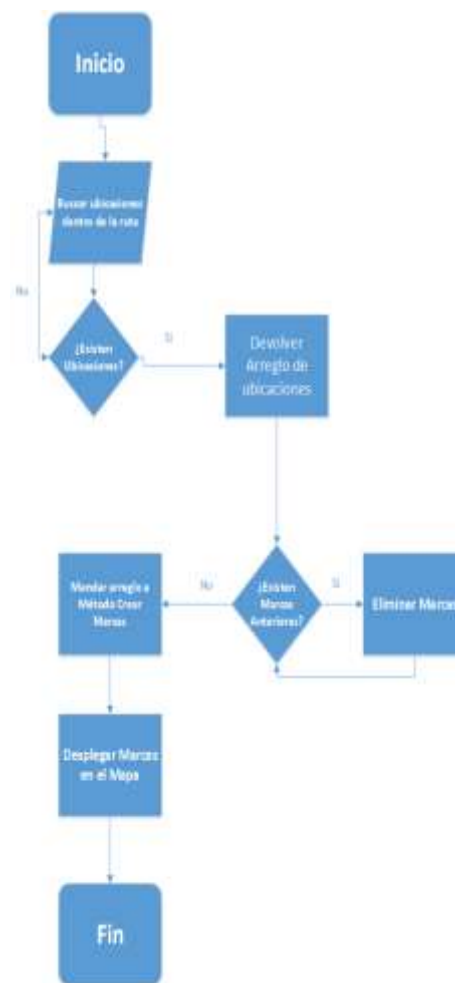 Inicio
Buscar ubicaciones
dentro de la ruta
No
¿Existen
Ubicaciones?
Si
Devolver
Arreglo de
ubicaciones
¿Existen
Marcas
Anteriores?
Si
Eliminar Marcas
No
Mandar arreglo a
Método Crear
Marcas
Desplegar Marcas
en el Mapa
Fin